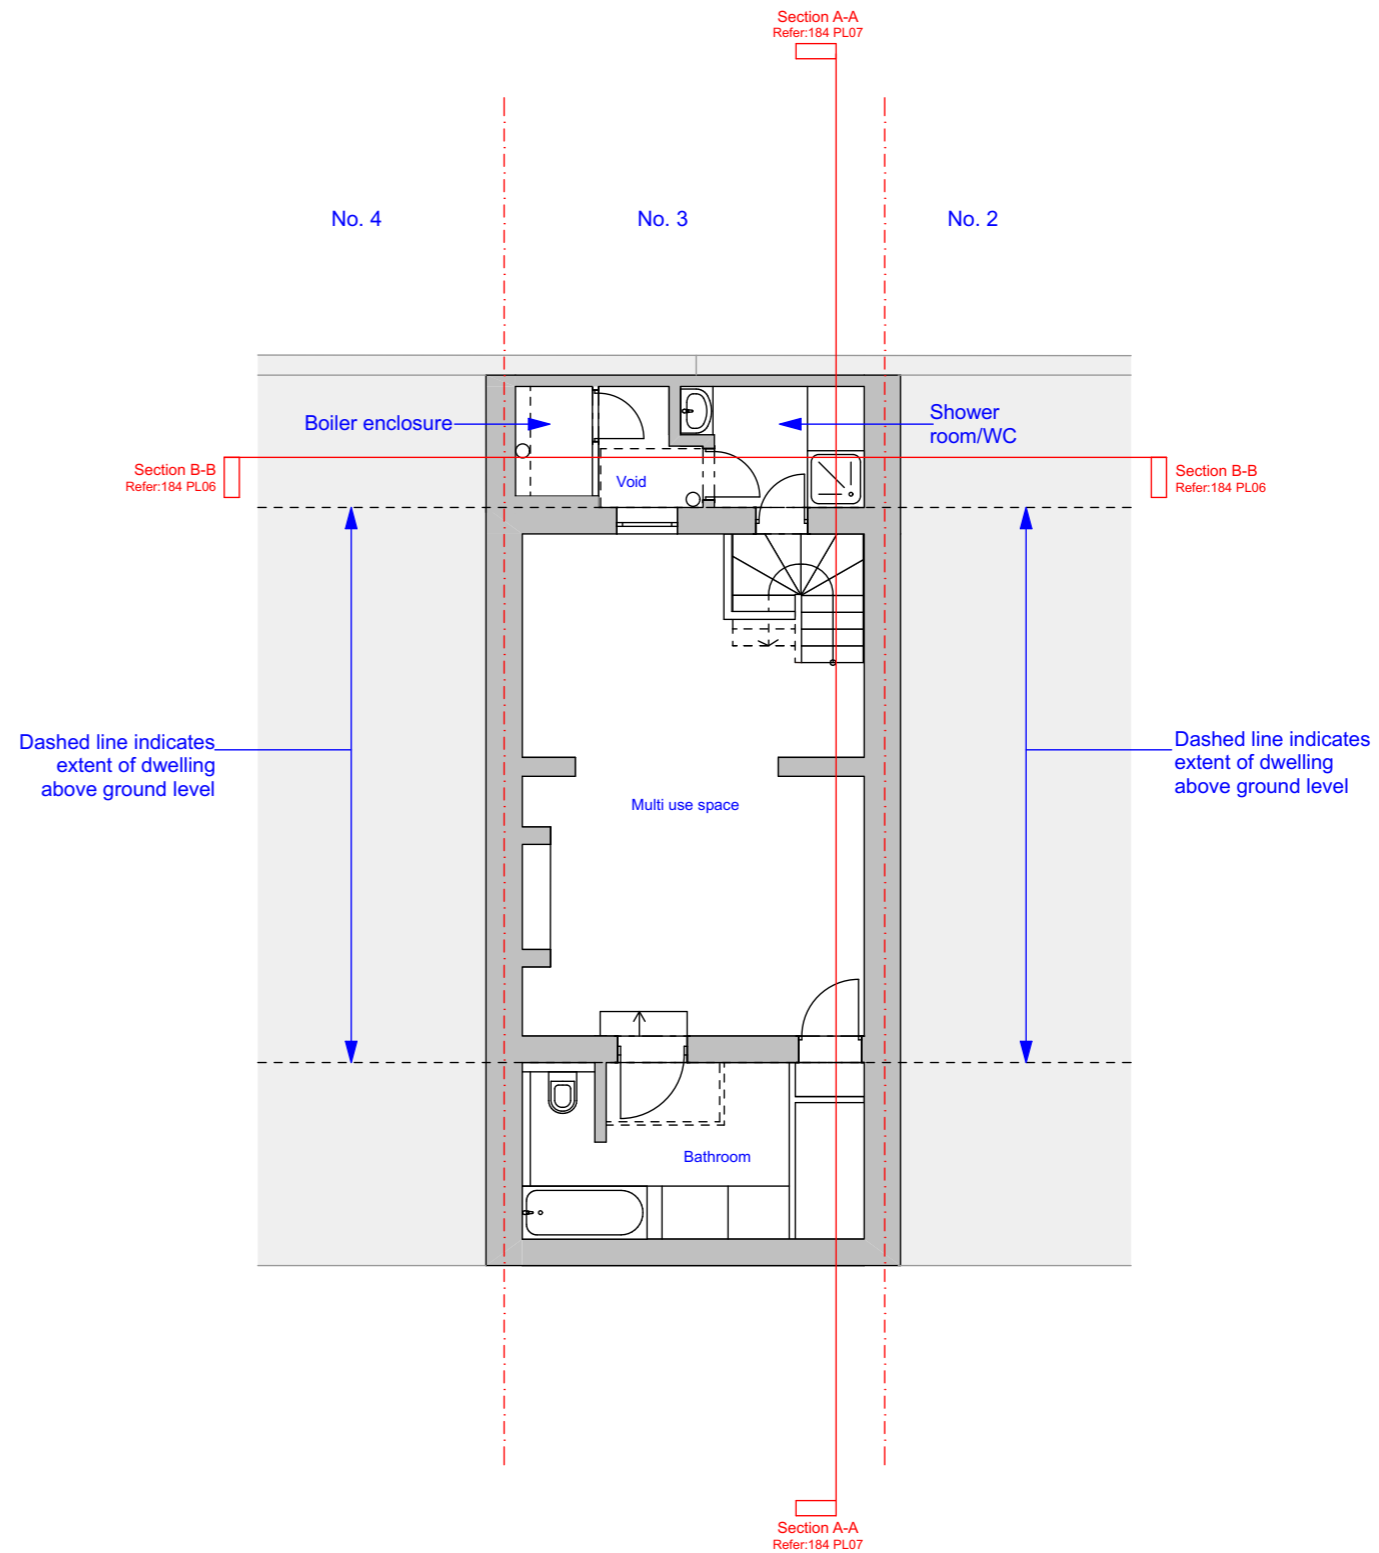 Section A-A
Refer:184 PL07
No. 4
No. 3
No. 2
Boiler enclosure
Shower
room/WC
Section B-B
Refer:184 PL06
Void
Section B-B
Refer:184 PL06
Dashed line indicates
extent of dwelling
above ground level
Dashed line indicates
extent of dwelling
above ground level
Multi use space
Bathroom
Section A-A
Refer:184 PL07